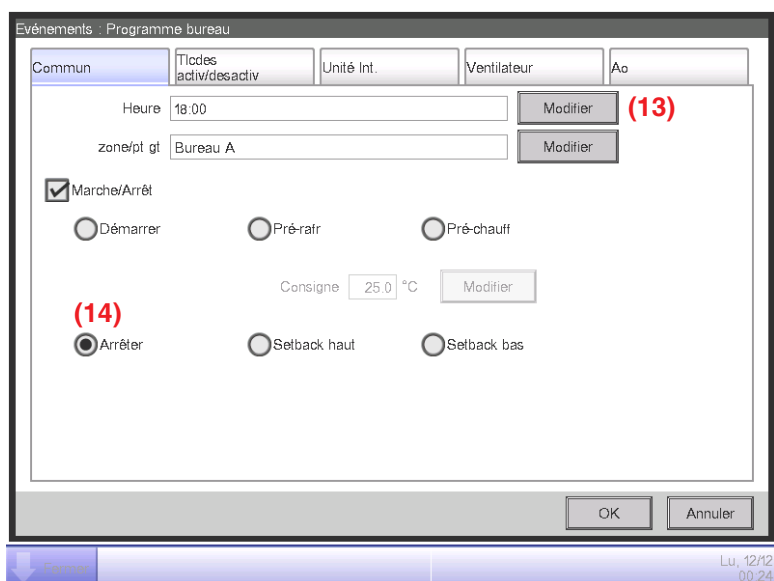 Evénements : Programme bureau
Commun
Tlcdes
activ/desactiv
Unité Int.
Ventilateur
Ao
Heure 18:00 Modifier (13)
zone/pt gt Bureau A Modifier
Marche/Arrêt
Démarrer Pré-rafr Pré-chauff
Consigne 25.0 °C Modifier
(14)
Arrêter Setback haut Setback bas
OK Annuler
Lu, 12/12
00:24